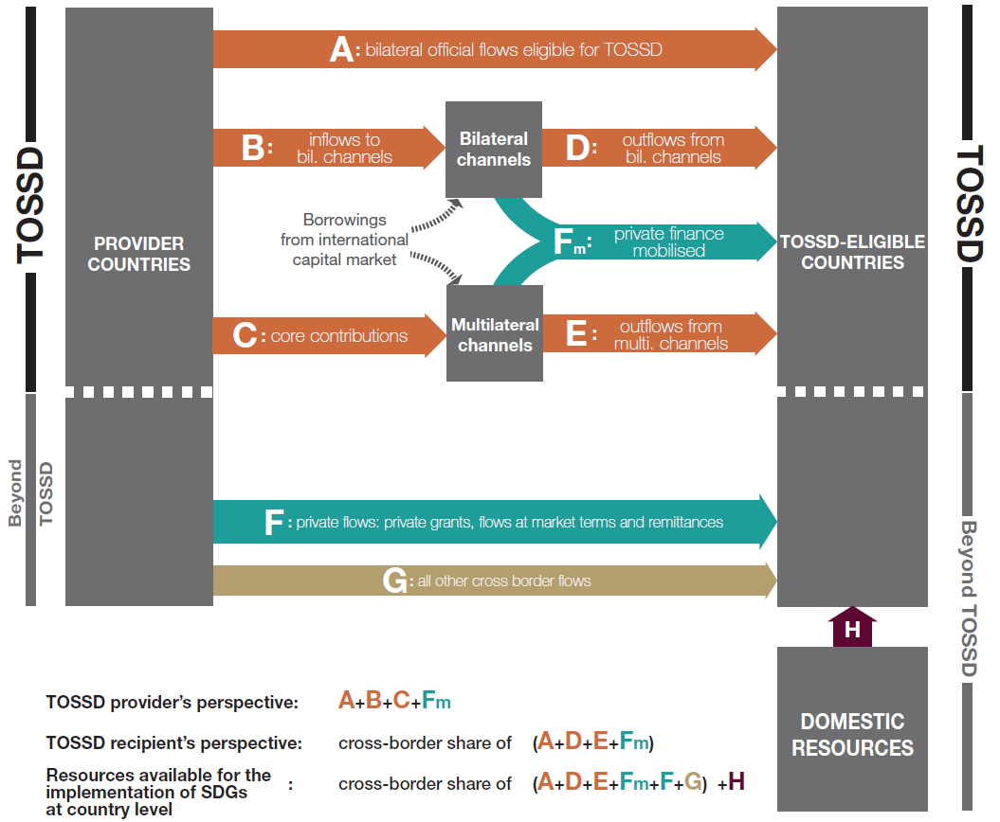 TOSSD
Beyond
TOSSD
PROVIDER
COUNTRIES
A: bilateral official flows eligible for TOSSD
B: inflows to
bil. channels
Bilateral
channels
D: outflows from
bil. channels
Borrowings
from international
capital market
Fm: private finance
mobilised
C: core contributions
Multilateral
channels
E: outflows from
multi. channels
TOSSD-ELIGIBLE
COUNTRIES
TOSSD
Beyond TOSSD
F: private flows: private grants, flows at market terms and remittances
G: all other cross border flows
H
DOMESTIC
RESOURCES
TOSSD provider's perspective: A+B+C+Fm
TOSSD recipient's perspective: cross-border share of (A+D+E+Fm)
Resources available for the
implementation of SDGs : cross-border share of (A+D+E+Fm+F+G) +H
at country level